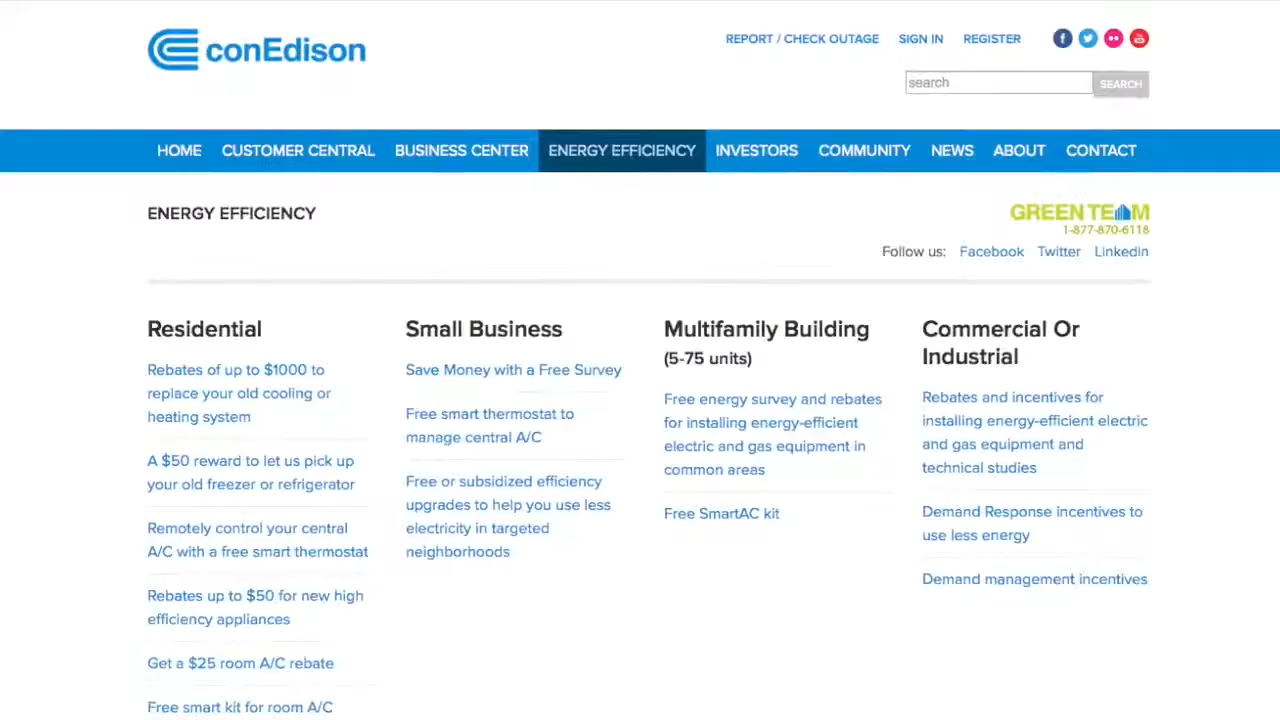 conEdison
REPORT / CHECK OUTAGE SIGN IN REGISTER
search SEARCH
HOME CUSTOMER CENTRAL BUSINESS CENTER ENERGY EFFICIENCY INVESTORS COMMUNITY NEWS ABOUT CONTACT
ENERGY EFFICIENCY
GREEN TEAM
1-877-870-6118
Follow us: Facebook Twitter LinkedIn
Residential
Rebates of up to $1000 to
replace your old cooling or
heating system
A $50 reward to let us pick up
your old freezer or refrigerator
Remotely control your central
A/C with a free smart thermostat
Rebates up to $50 for new high
efficiency appliances
Get a $25 room A/C rebate
Free smart kit for room A/C
Small Business
Save Money with a Free Survey
Free smart thermostat to
manage central A/C
Free or subsidized efficiency
upgrades to help you use less
electricity in targeted
neighborhoods
Multifamily Building
(5-75 units)
Free energy survey and rebates
for installing energy-efficient
electric and gas equipment in
common areas
Free SmartAC kit
Commercial Or
Industrial
Rebates and incentives for
installing energy-efficient electric
and gas equipment and
technical studies
Demand Response incentives to
use less energy
Demand management incentives